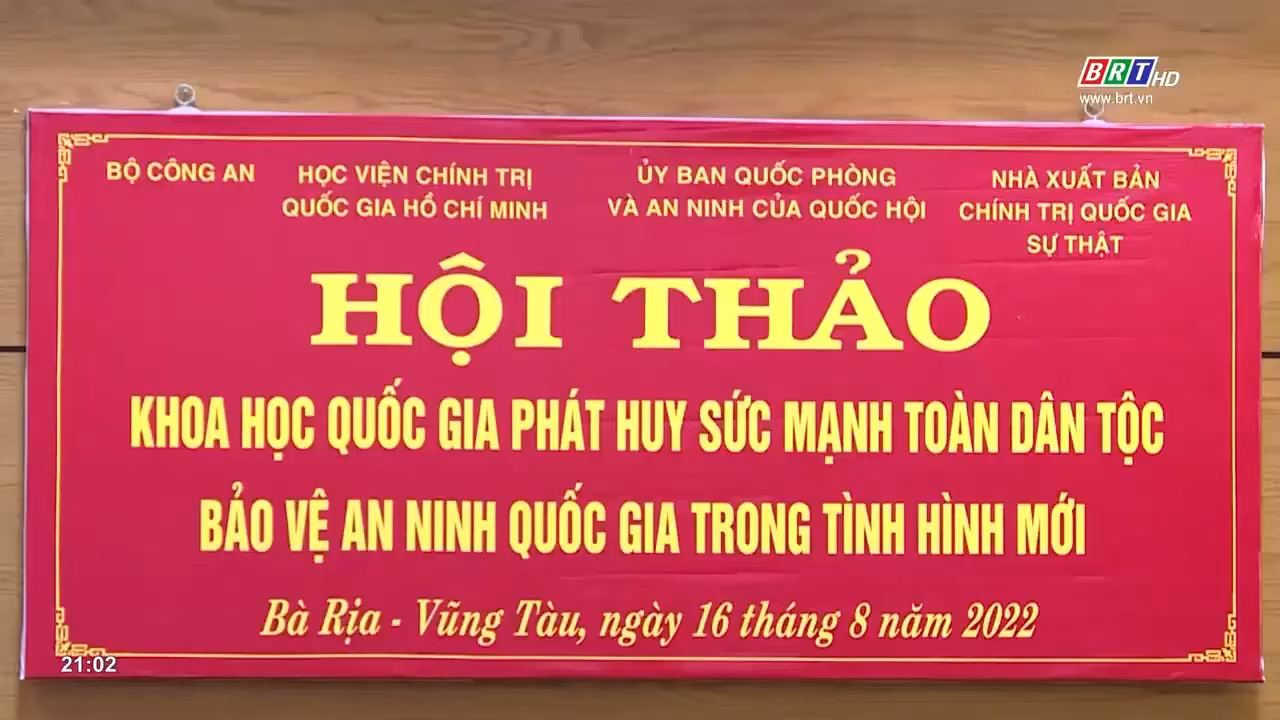 BRT HD
www.brt.vn
BỘ CÔNG AN
HỌC VIỆN CHÍNH TRỊ
QUỐC GIA HỒ CHÍ MINH
ỦY BAN QUỐC PHÒNG
VÀ AN NINH CỦA QUỐC HỘI
NHÀ XUẤT BẢN
CHÍNH TRỊ QUỐC GIA
SỰ THẬT
HỘI THẢO
KHOA HỌC QUỐC GIA PHÁT HUY SỨC MẠNH TOÀN DÂN TỘC
BẢO VỆ AN NINH QUỐC GIA TRONG TÌNH HÌNH MỚI
Bà Rịa - Vũng Tàu, ngày 16 tháng 8 năm 2022
21:02